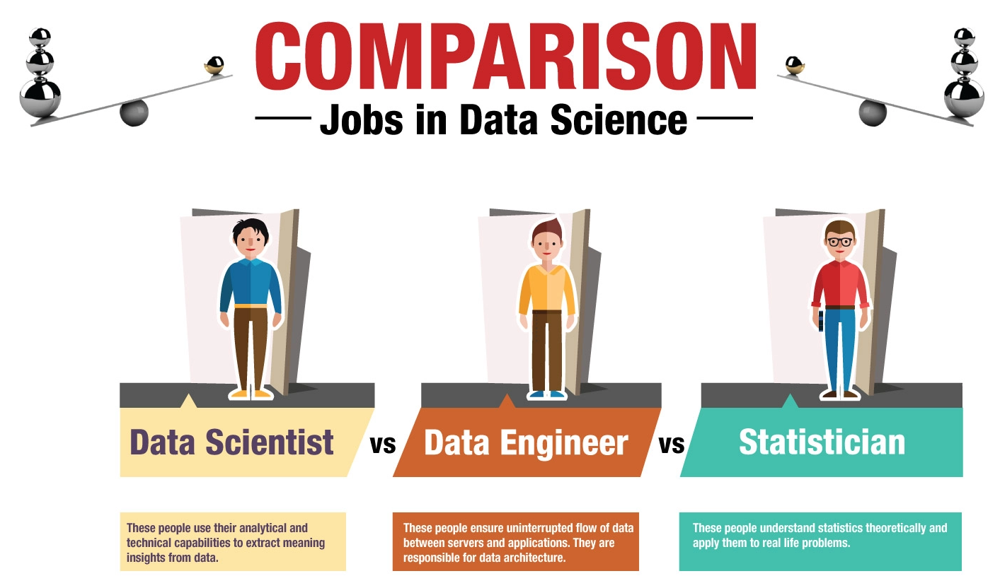 COMPARISON
Jobs in Data Science
Data Scientist vs Data Engineer vs Statistician
These people use their analytical and
technical capabilities to extract meaning
insights from data.
These people ensure uninterrupted flow of data
between servers and applications. They are
responsible for data architecture.
These people understand statistics theoretically and
apply them to real life problems.